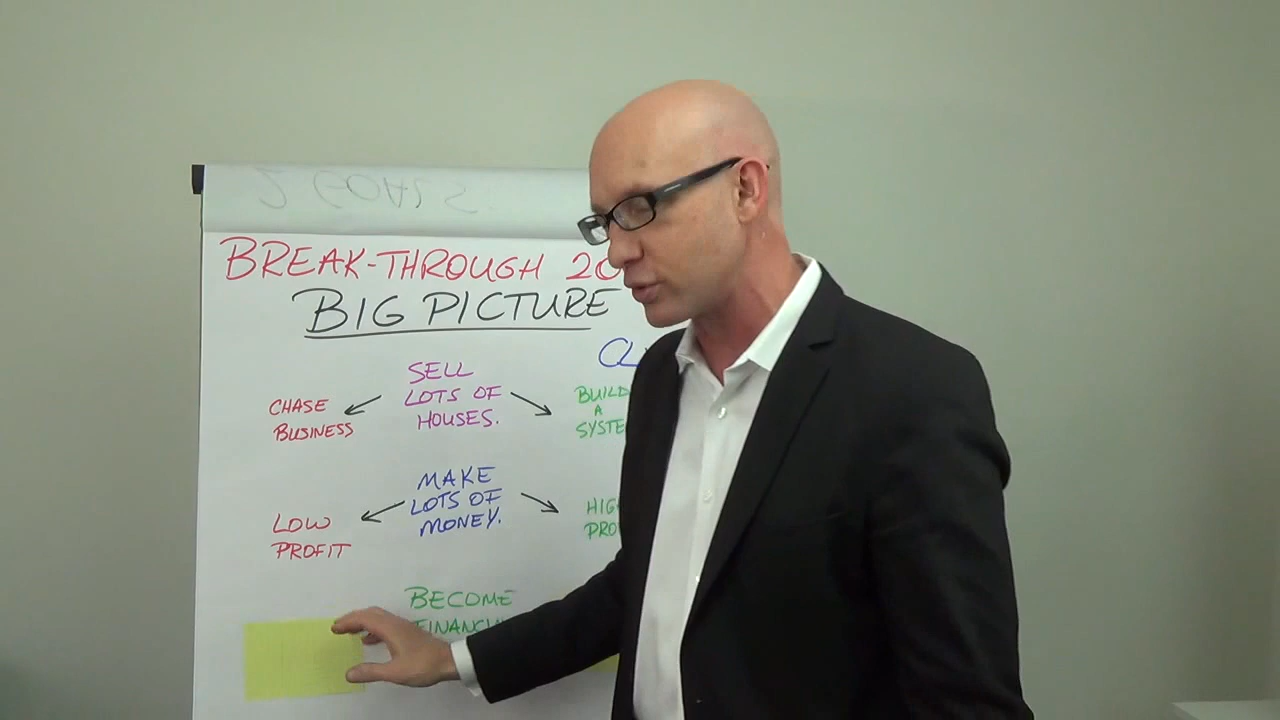 BREAK-THROUGH 20
BIG PICTURE
SELL
LOTS OF
HOUSES.
CHASE
BUSINESS
BUILD
A
SYSTE
MAKE
LOTS OF
MONEY.
LOW
PROFIT
HIG
PRO
BECOME